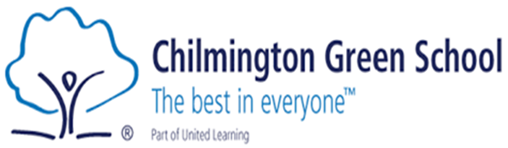 Chilmington Green School
The best in everyone™
® Part of United Learning